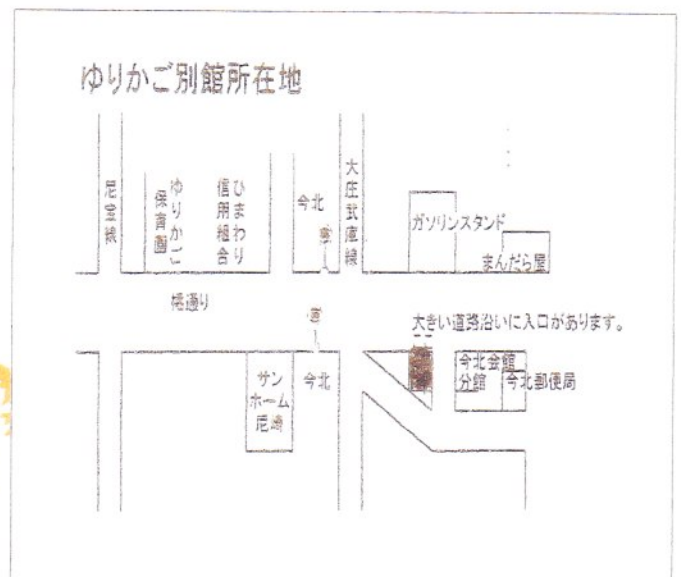 ゆりかご別館所在地
尼宝線
ゆりかご
保育園
ひまわり
信用組合
今北
大庄武庫線
ガソリンスタンド
まんだら屋
橘通り
大きい道路沿いに入口があります。
ここ
サン
ホーム
尼崎
今北
今北会館
分館
今北郵便局